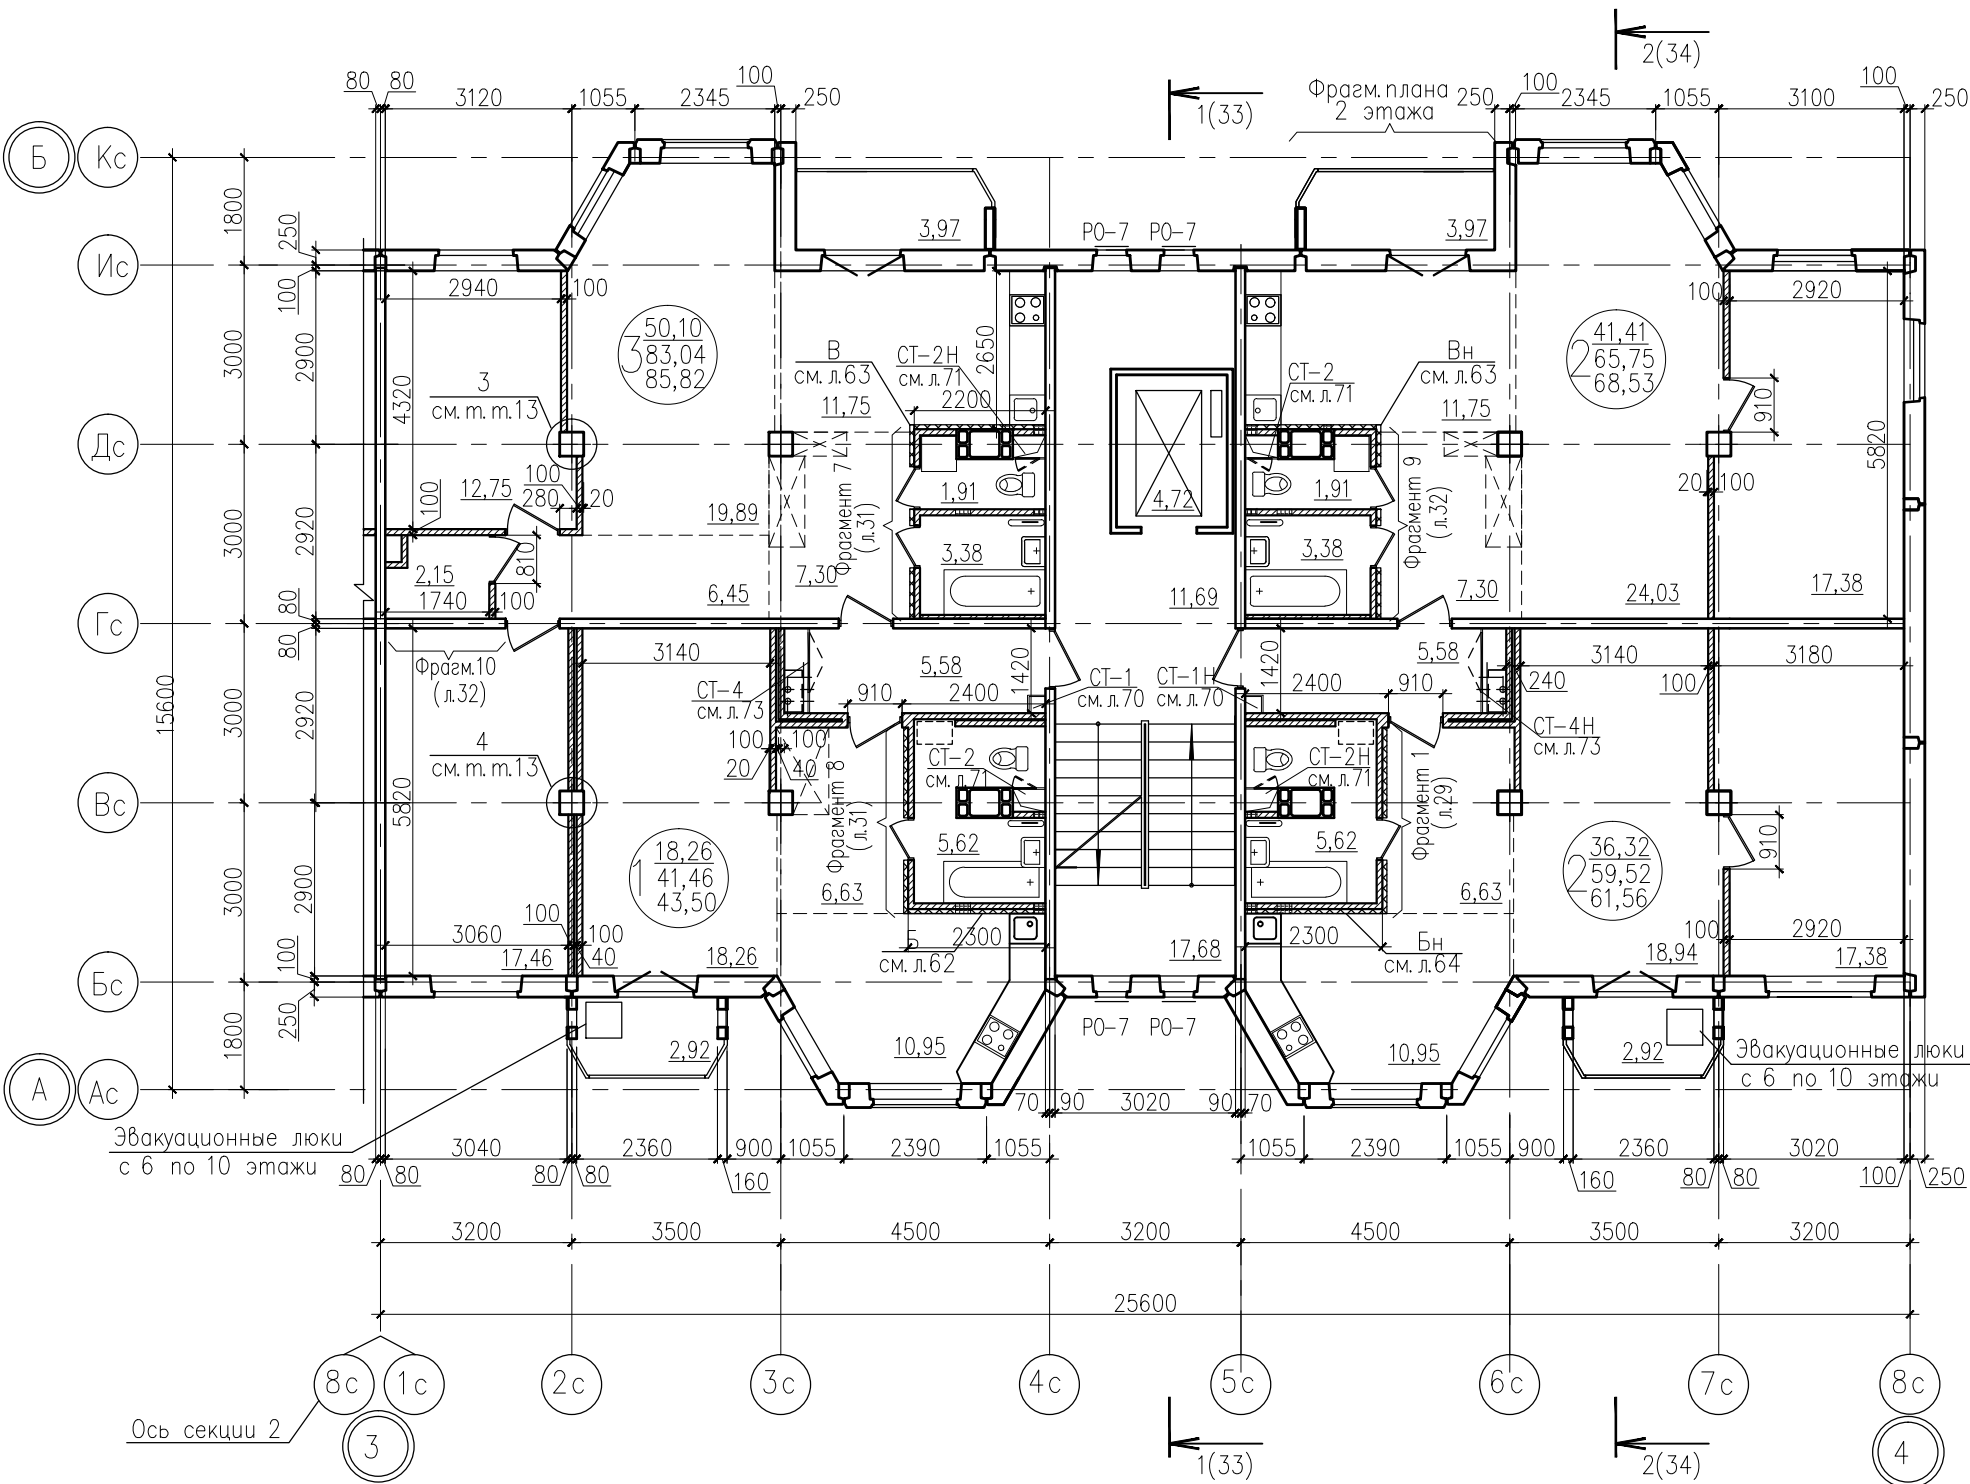 2(34)
1(33)
Фрагм. плана
2 этажа
80
80
3120
1055
2345
100
250
250
100
2345
1055
3100
100
250
Б
Кс
1800
250
3,97
РО-7
РО-7
3,97
Ис
100
2940
100
100
2920
3000
2900
4320
3
50,10
83,04
85,82
В
см. л.63
СТ-2Н
см. л.71
2650
2200
СТ-2
см. л.71
Вн
см. л.63
2
41,41
65,75
68,53
910
5820
3
см. т. т.13
11,75
11,75
Дс
100
12,75
100
280
20
19,89
Фрагмент 7
(л.31)
1,91
4,72
1,91
Фрагмент 9
(л.32)
20
100
3000
2920
2,15
810
1740
100
6,45
7,30
3,38
11,69
3,38
7,30
24,03
17,38
80
Гс
80
Фрагм.10
(л.32)
3140
5,58
1420
1420
5,58
3140
3180
15600
3000
2920
СТ-4
см. л.73
910
2400
СТ-1
см. л.70
СТ-1Н
см. л.70
2400
910
240
100
СТ-4Н
см. л.73
4
см. т. т.13
100
100
20
40
Фрагмент 8
(л.31)
СТ-2
см. л.71
СТ-2Н
см. л.71
Фрагмент 1
(л.29)
Вс
5820
910
3000
2900
1
18,26
41,46
43,50
5,62
5,62
2
36,32
59,52
61,56
6,63
6,63
100
3060
100
40
17,46
18,26
Б
см. л.62
2300
17,68
2300
Бн
см. л.64
100
2920
18,94
17,38
100
Бс
250
1800
2,92
10,95
РО-7
РО-7
10,95
2,92
Эвакуационные люки
с 6 по 10 этажи
А
Ас
70
90
3020
90
70
Эвакуационные люки
с 6 по 10 этажи
80
80
3040
80
80
2360
160
900
1055
2390
1055
1055
2390
1055
900
160
2360
80
80
3020
100
250
3200
3500
4500
3200
4500
3500
3200
25600
8с
1с
2с
3с
4с
5с
6с
7с
8с
Ось секции 2
3
1(33)
2(34)
4